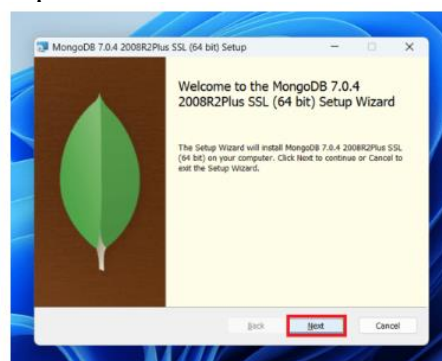 MongoDB 7.0.4 2008R2Plus SSL (64 bit) Setup
Welcome to the MongoDB 7.0.4
2008R2Plus SSL (64 bit) Setup Wizard
The Setup Wizard will install MongoDB 7.0.4 2008R2Plus SSL
(64 bit) on your computer. Click Next to continue or Cancel to
exit the Setup Wizard.
Back Next Cancel